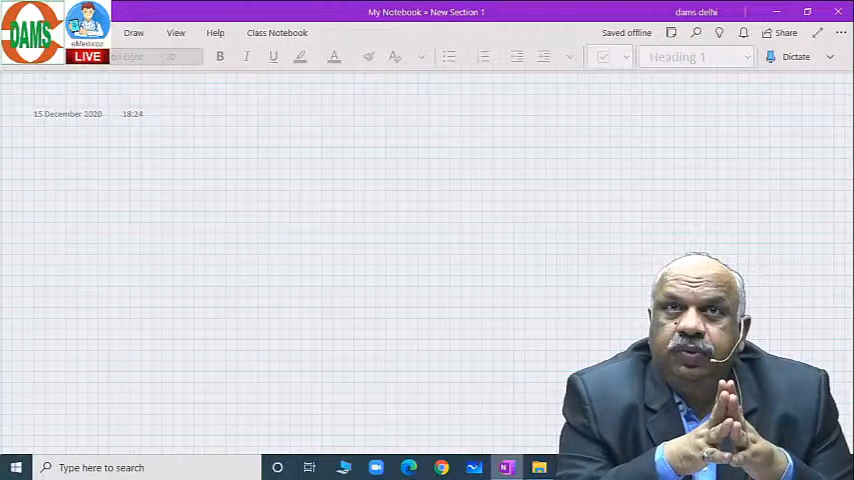 My Notebook = New Section 1
dams delhi
DAMS
eMedicoz
LIVE
Draw
View
Help
Class Notebook
Saved offline
Share
B
I
U
A
Heading 1
Dictate
15 December 2020
18:24
Type here to search